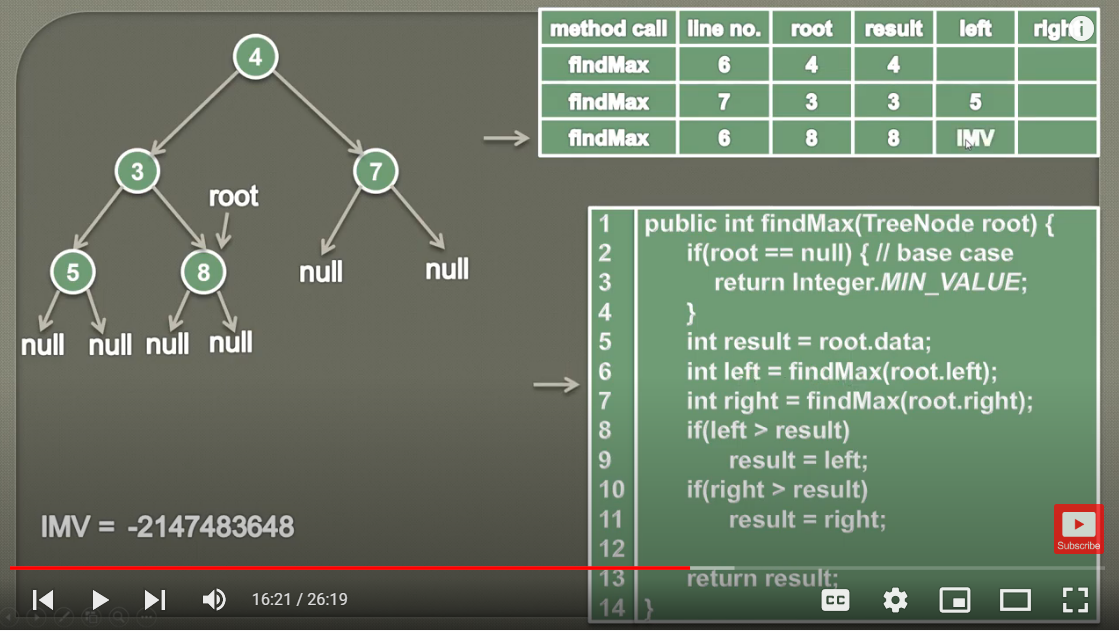 4
3
7
root
5
8
null
null
null
null
null
null
IMV = -2147483648
method call line no. root result left righ
findMax 6 4 4
findMax 7 3 3 5
findMax 6 8 8 IMV
1 public int findMax(TreeNode root) {
2 if(root == null) { // base case
3 return Integer.MIN_VALUE;
4 }
5 int result = root.data;
6 int left = findMax(root.left);
7 int right = findMax(root.right);
8 if(left > result)
9 result = left;
10 if(right > result)
11 result = right;
12
13 return result;
14 }
Subscribe
16:21 / 26:19
CC